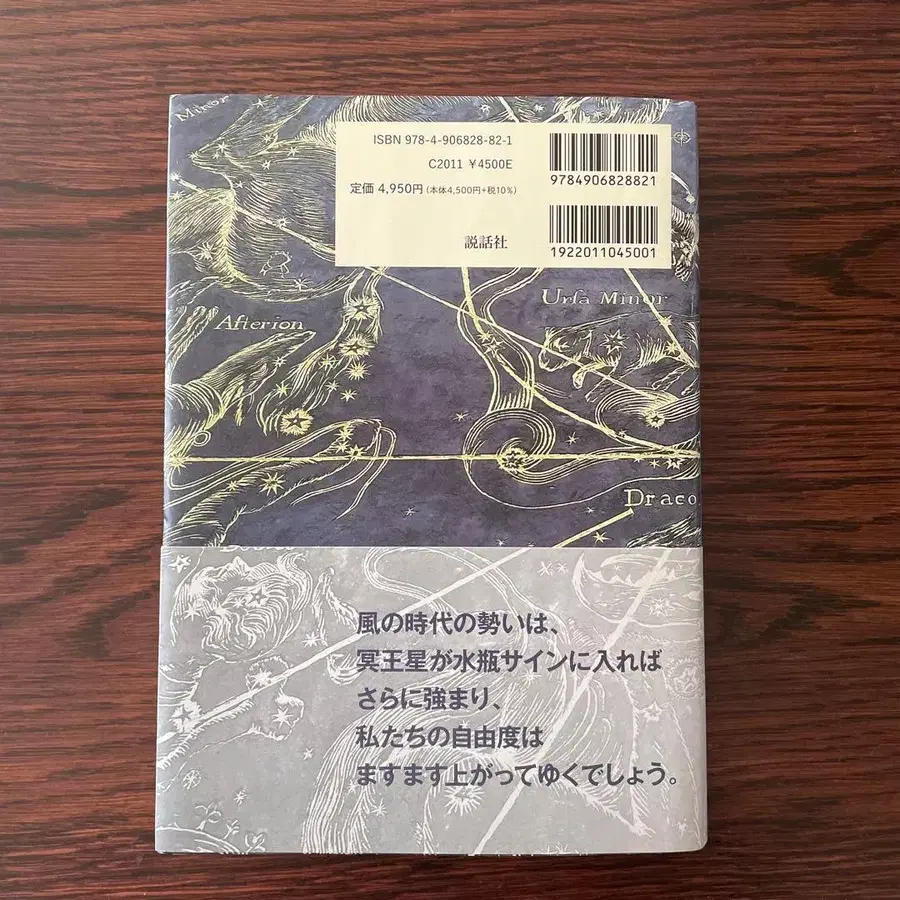 Minor
ISBN 978-4-906828-82-1
C2011 ¥4500E
定価 4,950円(本体4,500円+税10%)
説話社
9784906828821
1922011045001
Urſa Minor
Aſterion
Draco
風の時代の勢いは、
冥王星が水瓶サインに入れば
さらに強まり、
私たちの自由度は
ますます上がってゆくでしょう。